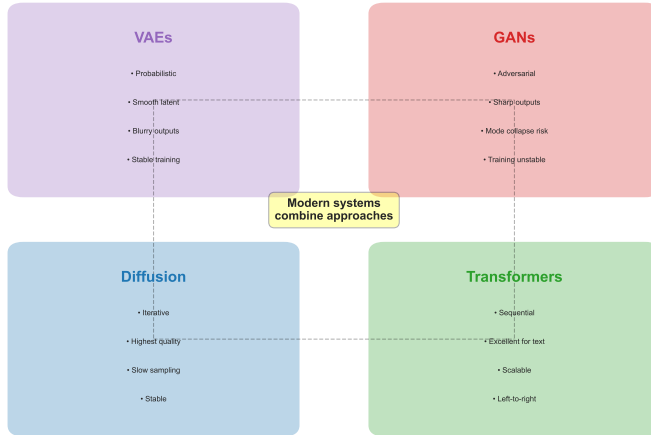 VAEs
• Probabilistic
• Smooth latent
• Blurry outputs
• Stable training
GANs
• Adversarial
• Sharp outputs
• Mode collapse risk
• Training unstable
Modern systems
combine approaches
Diffusion
• Iterative
• Highest quality
• Slow sampling
• Stable
Transformers
• Sequential
• Excellent for text
• Scalable
• Left-to-right